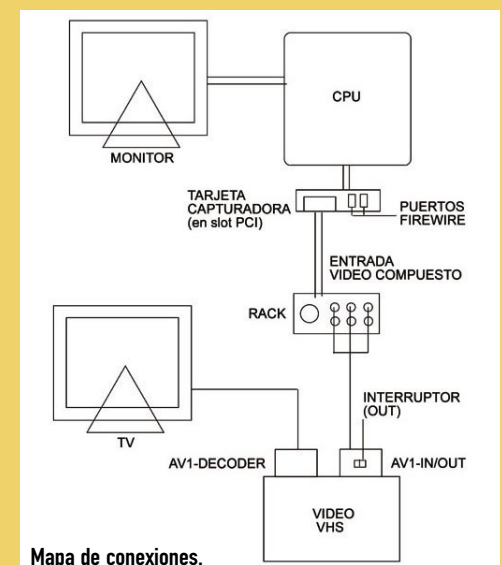 CPU
MONITOR
TARJETA
CAPTURADORA
(en slot PCI)
PUERTOS
FIREWIRE
ENTRADA
VIDEO COMPUESTO
RACK
INTERRUPTOR
(OUT)
TV
AV1-DECODER
AV1-IN/OUT
VIDEO
VHS
Mapa de conexiones.